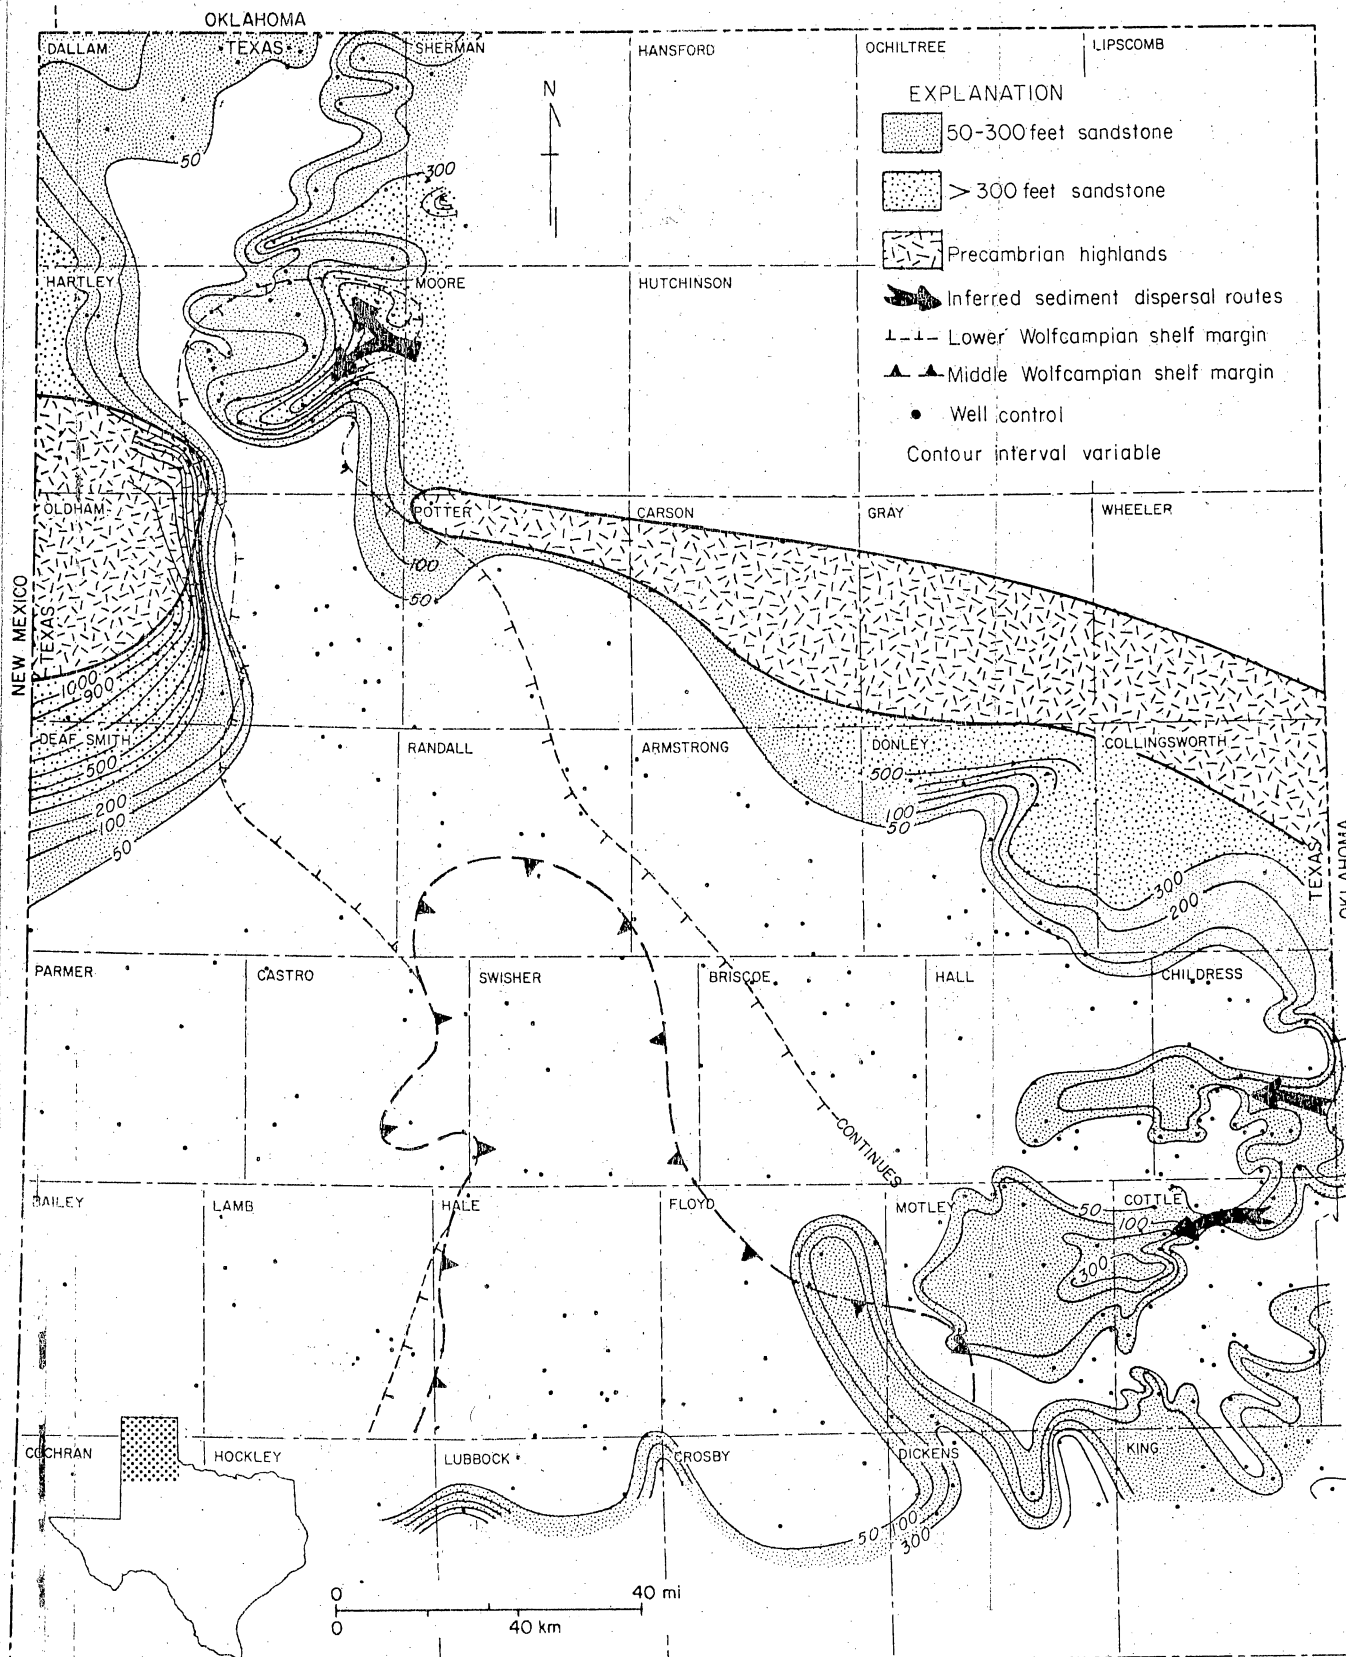 OKLAHOMA
TEXAS
DALLAM
SHERMAN
HANSFORD
OCHILTREE
LIPSCOMB
EXPLANATION
50-300 feet sandstone
> 300 feet sandstone
Precambrian highlands
Inferred sediment dispersal routes
Lower Wolfcampian shelf margin
Middle Wolfcampian shelf margin
Well control
Contour interval variable
N
50
300
HARTLEY
MOORE
HUTCHINSON
OLDHAM
POTTER
CARSON
GRAY
WHEELER
100
50
NEW MEXICO
TEXAS
1000
900
DEAF SMITH
RANDALL
ARMSTRONG
DONLEY
COLLINGSWORTH
500
500
200
100
50
100
50
300
200
TEXAS
OKLAHOMA
PARMER
CASTRO
SWISHER
BRISCOE
HALL
CHILDRESS
CONTINUES
BAILEY
LAMB
HALE
FLOYD
MOTLEY
COTTLE
50
100
300
COCHRAN
HOCKLEY
LUBBOCK
CROSBY
DICKENS
KING
50
100
300
0
40 mi
0
40 km